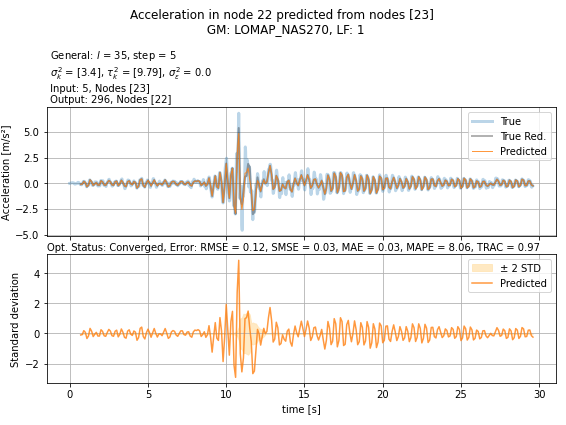 Acceleration in node 22 predicted from nodes [23]
GM: LOMAP_NAS270, LF: 1
General: l = 35, step = 5
σ²ₖ = [3.4], τ²ₖ = [9.79], σ²ε = 0.0
Input: 5, Nodes [23]
Output: 296, Nodes [22]
Acceleration [m/s²]
5.0
2.5
0.0
−2.5
−5.0
True
True Red.
Predicted
Opt. Status: Converged, Error: RMSE = 0.12, SMSE = 0.03, MAE = 0.03, MAPE = 8.06, TRAC = 0.97
Standard deviation
4
2
0
−2
± 2 STD
Predicted
0 5 10 15 20 25 30
time [s]